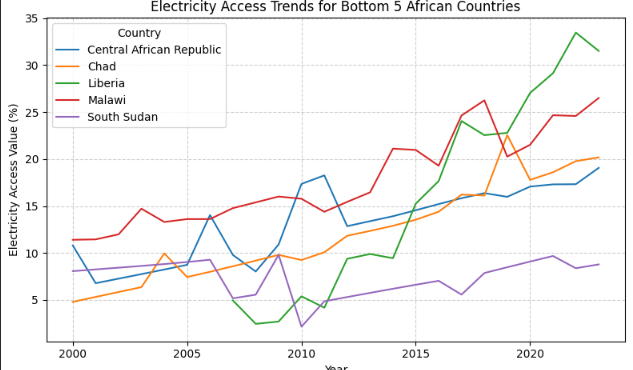 Electricity Access Trends for Bottom 5 African Countries
Country
Central African Republic
Chad
Liberia
Malawi
South Sudan
Electricity Access Value (%)
35
30
25
20
15
10
5
2000 2005 2010 2015 2020
Year